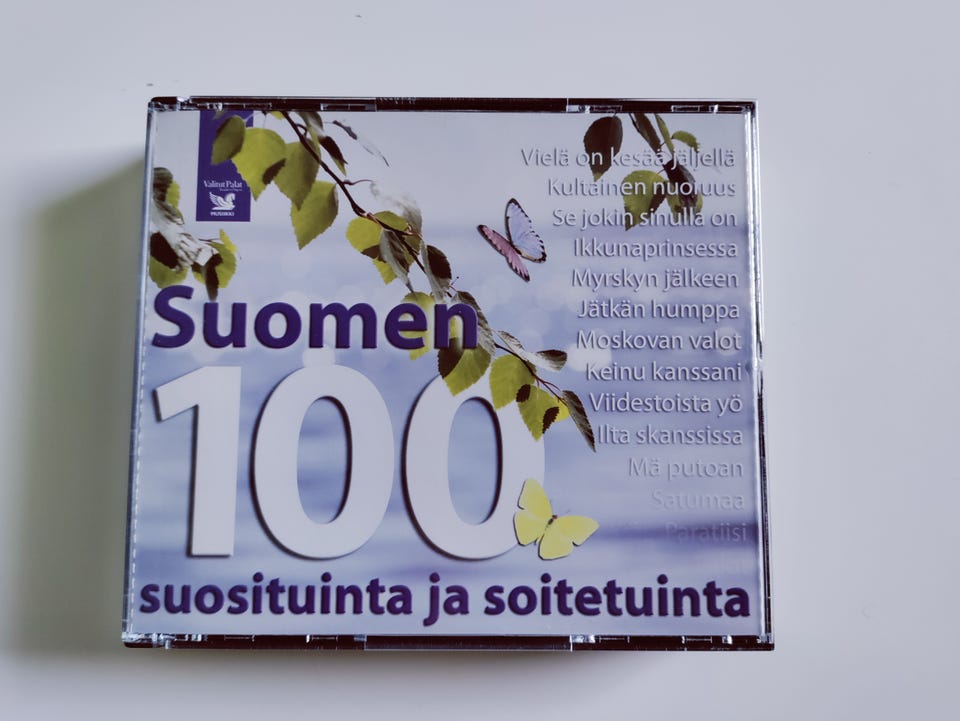 Valitut Palat
MUSIIKKI
Vielä on kesää jäljellä
Kultainen nuoruus
Se jokin sinulla on
Ikkunaprinsessa
Myrskyn jälkeen
Jätkän humppa
Moskovan valot
Keinu kanssani
Viidestoista yö
Ilta skanssissa
Mä putoan
Satumaa
Paratiisi
Suomen
100
suosituinta ja soitetuinta